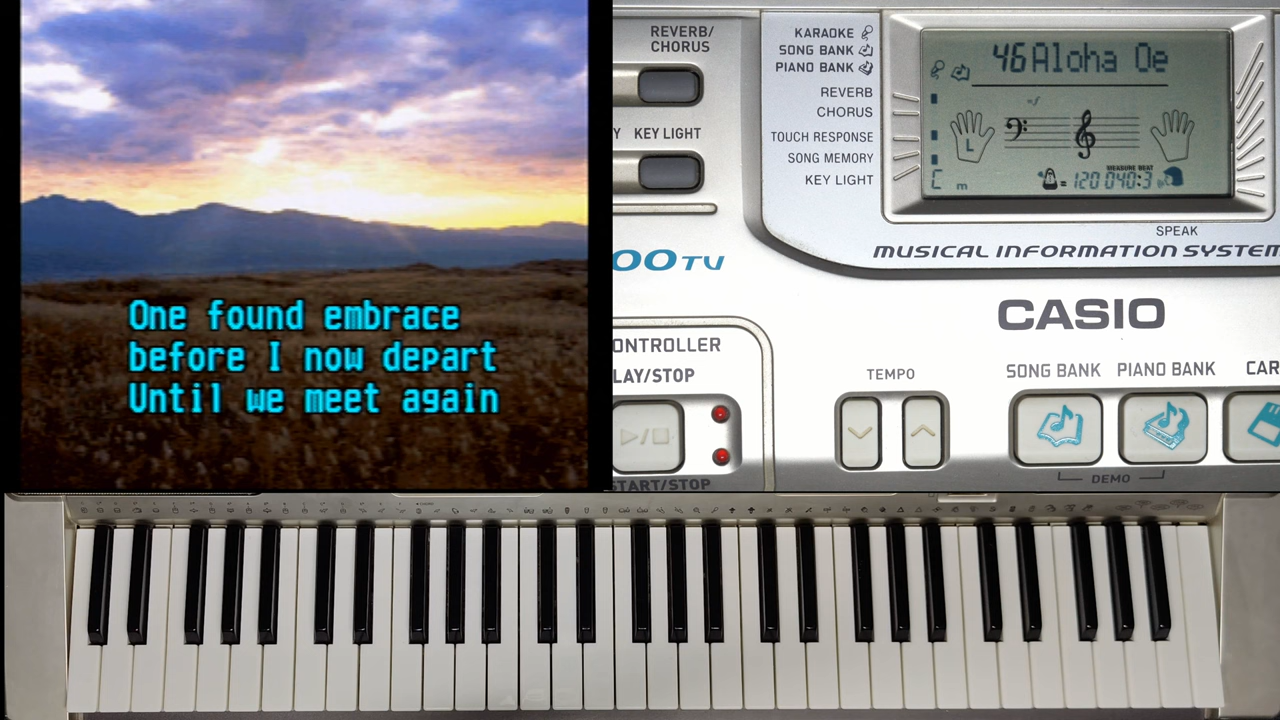 One found embrace
before I now depart
Until we meet again
REVERB/
CHORUS
Y KEY LIGHT
KARAOKE
SONG BANK
PIANO BANK
REVERB
CHORUS
TOUCH RESPONSE
SONG MEMORY
KEY LIGHT
46 Aloha Oe
L
MEASURE BEAT
C m
= 120 040:3
SPEAK
MUSICAL INFORMATION SYSTEM
00TV
CASIO
ONTROLLER
LAY/STOP
START/STOP
TEMPO
SONG BANK
PIANO BANK
CAR
DEMO